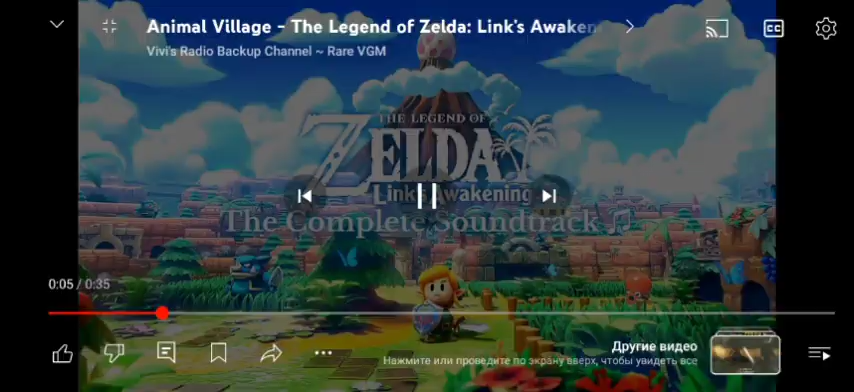 Animal Village - The Legend of Zelda: Link's Awaken
Vivi's Radio Backup Channel ~ Rare VGM
CC
THE LEGEND OF
ZELDA
Link's Awakening
The Complete Soundtrack ♫
0:05 / 0:35
Другие видео
Нажмите или проведите по экрану вверх, чтобы увидеть все